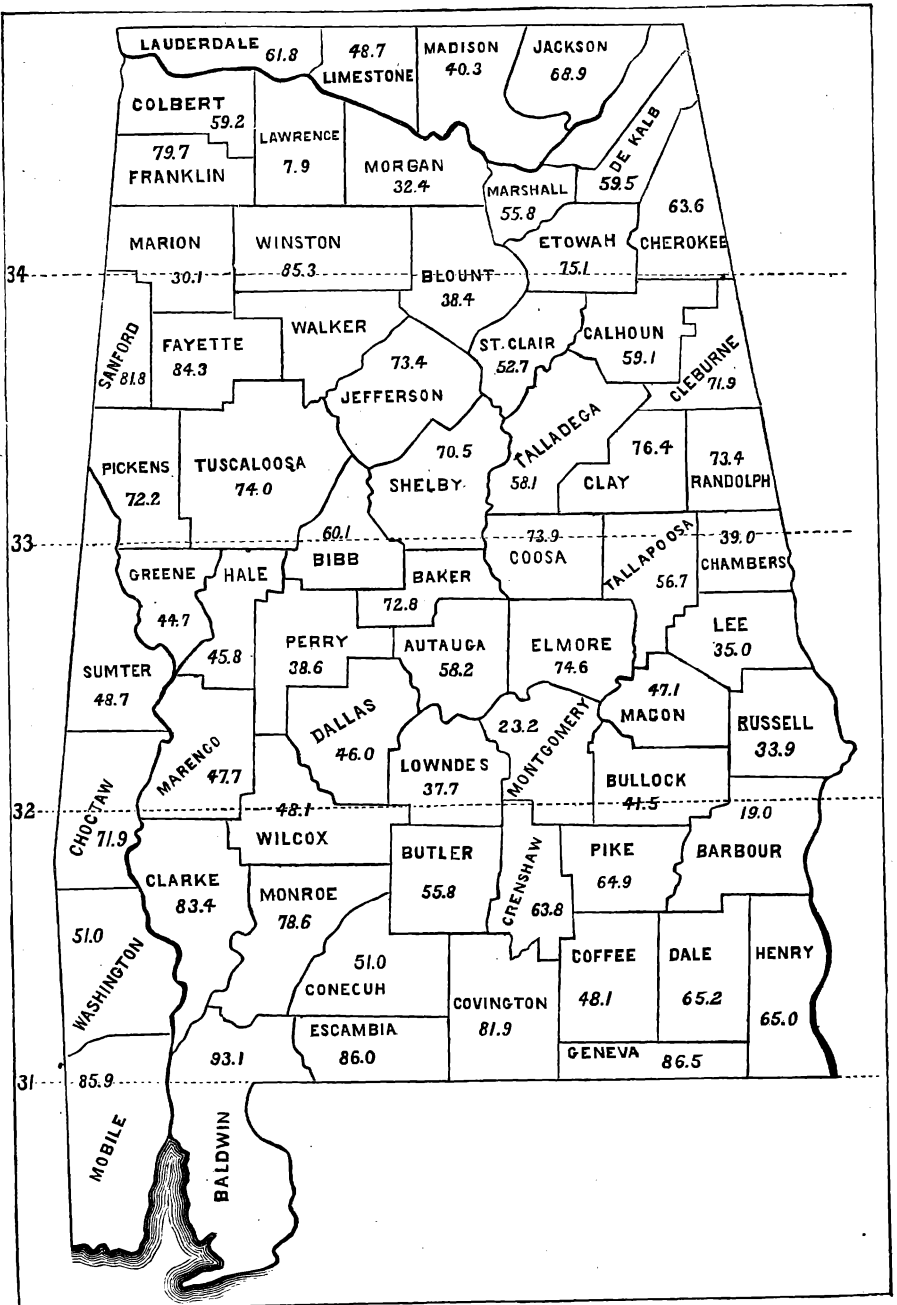 LAUDERDALE
61.8
48.7
LIMESTONE
MADISON
40.3
JACKSON
68.9
COLBERT
59.2
LAWRENCE
7.9
79.7
FRANKLIN
MORGAN
32.4
MARSHALL
55.8
DE KALB
59.5
63.6
CHEROKEE
MARION
30.1
WINSTON
85.3
BLOUNT
38.4
ETOWAH
75.1
34
SANFORD
81.8
FAYETTE
84.3
WALKER
73.4
JEFFERSON
ST. CLAIR
52.7
CALHOUN
59.1
CLEBURNE
71.9
PICKENS
72.2
TUSCALOOSA
74.0
70.5
SHELBY
TALLADEGA
58.1
76.4
CLAY
73.4
RANDOLPH
33
60.1
BIBB
73.9
COOSA
TALLAPOOSA
56.7
39.0
CHAMBERS
GREENE
44.7
HALE
45.8
BAKER
72.8
PERRY
38.6
AUTAUGA
58.2
ELMORE
74.6
LEE
35.0
SUMTER
48.7
MARENGO
47.7
DALLAS
46.0
LOWNDES
37.7
23.2
MONTGOMERY
47.1
MACON
RUSSELL
33.9
BULLOCK
41.5
32
CHOCTAW
71.9
48.1
WILCOX
19.0
BARBOUR
CLARKE
83.4
MONROE
78.6
BUTLER
55.8
CRENSHAW
63.8
PIKE
64.9
51.0
WASHINGTON
51.0
CONECUH
COVINGTON
81.9
COFFEE
48.1
DALE
65.2
HENRY
65.0
93.1
ESCAMBIA
86.0
GENEVA
86.5
31
85.9
MOBILE
BALDWIN